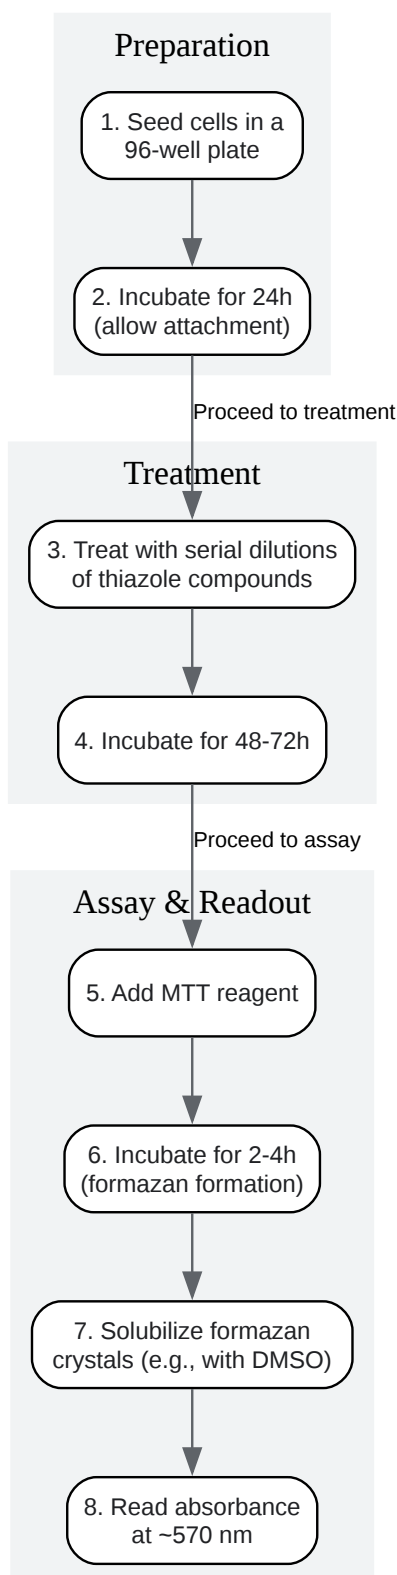 Preparation
1. Seed cells in a
96-well plate
2. Incubate for 24h
(allow attachment)
Proceed to treatment
Treatment
3. Treat with serial dilutions
of thiazole compounds
4. Incubate for 48-72h
Proceed to assay
Assay & Readout
5. Add MTT reagent
6. Incubate for 2-4h
(formazan formation)
7. Solubilize formazan
crystals (e.g., with DMSO)
8. Read absorbance
at ~570 nm